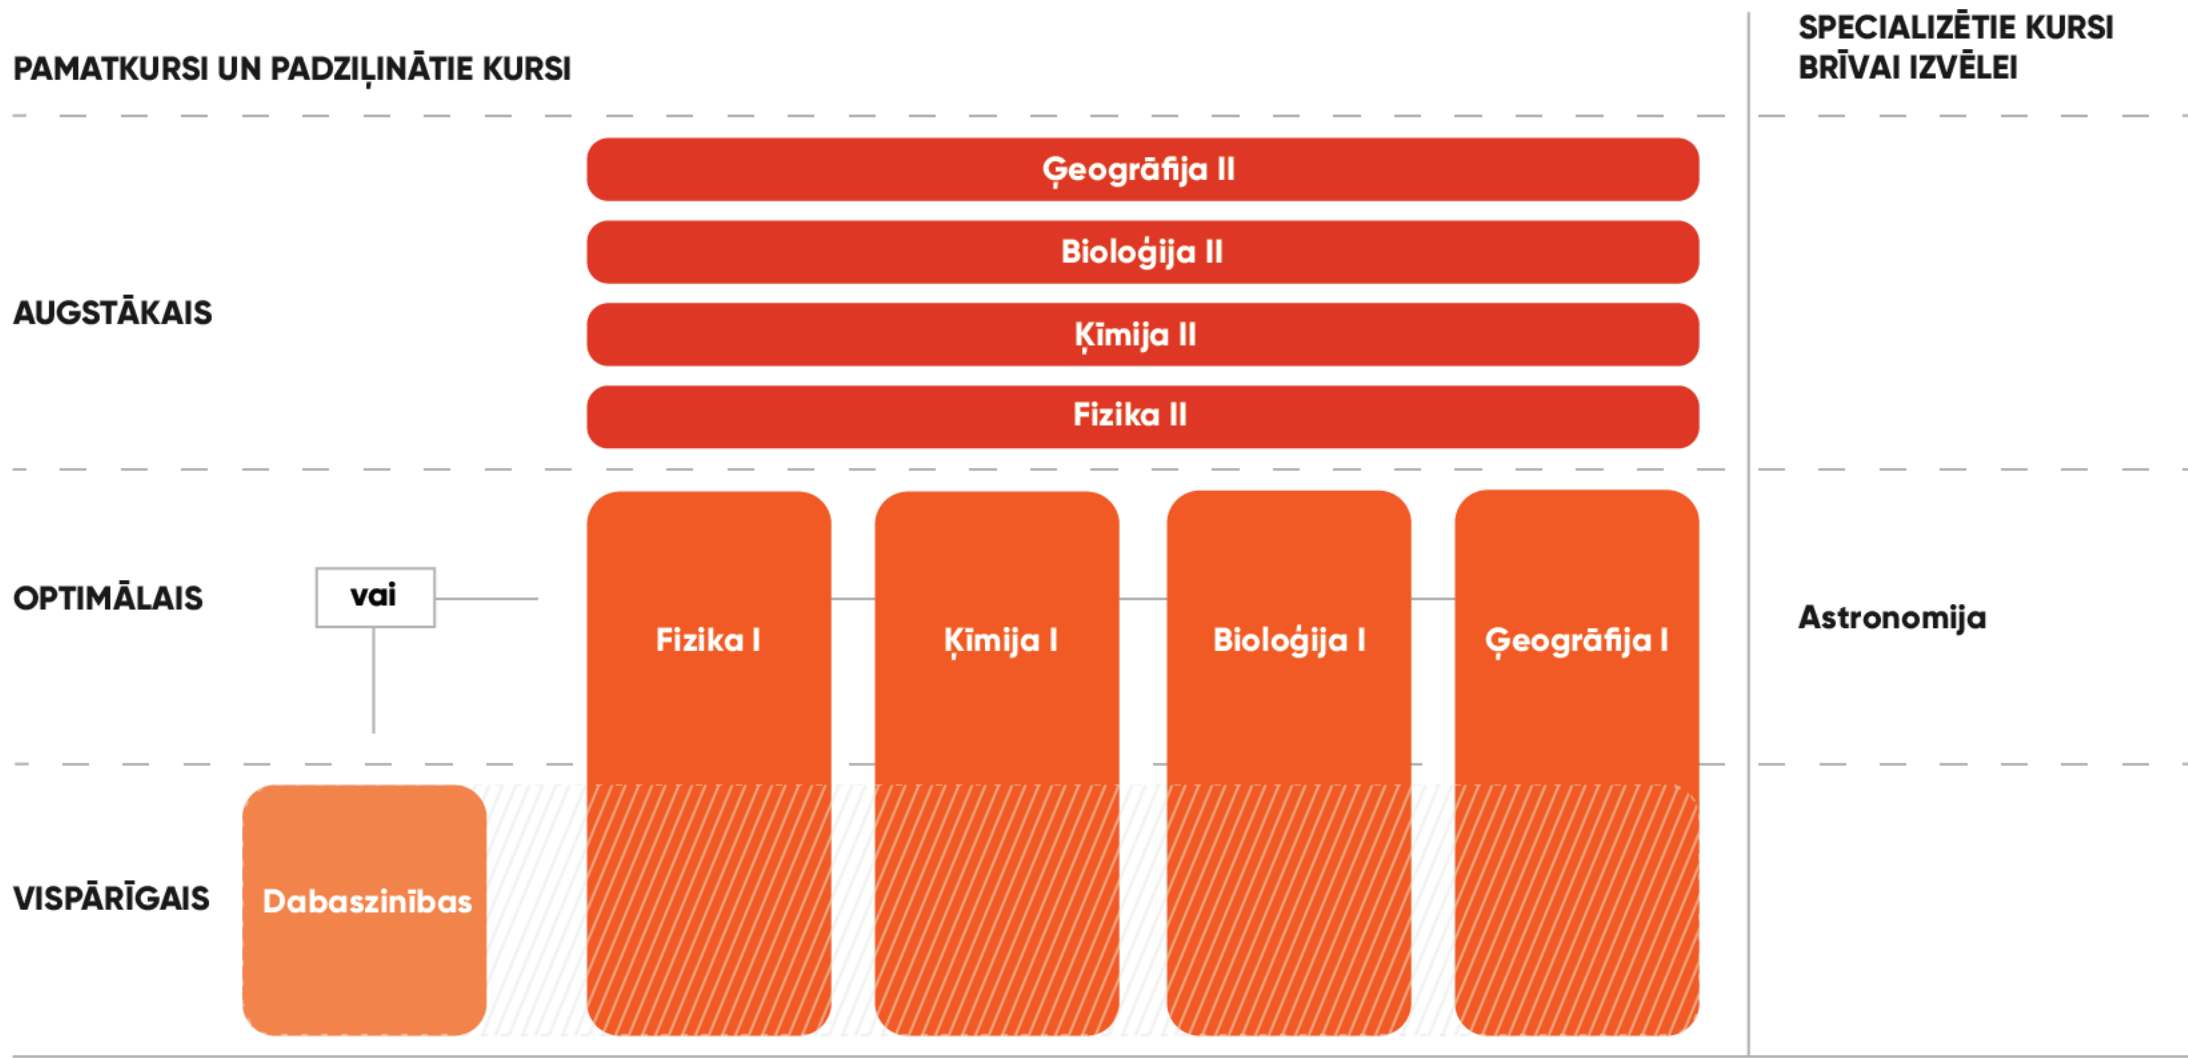 PAMATKURSI UN PADZIĻINĀTIE KURSI
SPECIALIZĒTIE KURSI
BRĪVAI IZVĒLEI
AUGSTĀKAIS
Ģeogrāfija II
Bioloģija II
Ķīmija II
Fizika II
OPTIMĀLAIS
vai
Fizika I
Ķīmija I
Bioloģija I
Ģeogrāfija I
Astronomija
VISPĀRĪGAIS
Dabaszinības